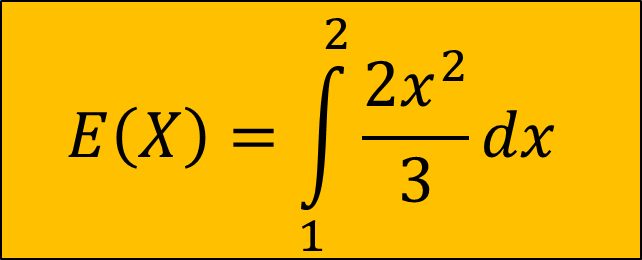 E(X) = ∫₁² 2x²/3 dx